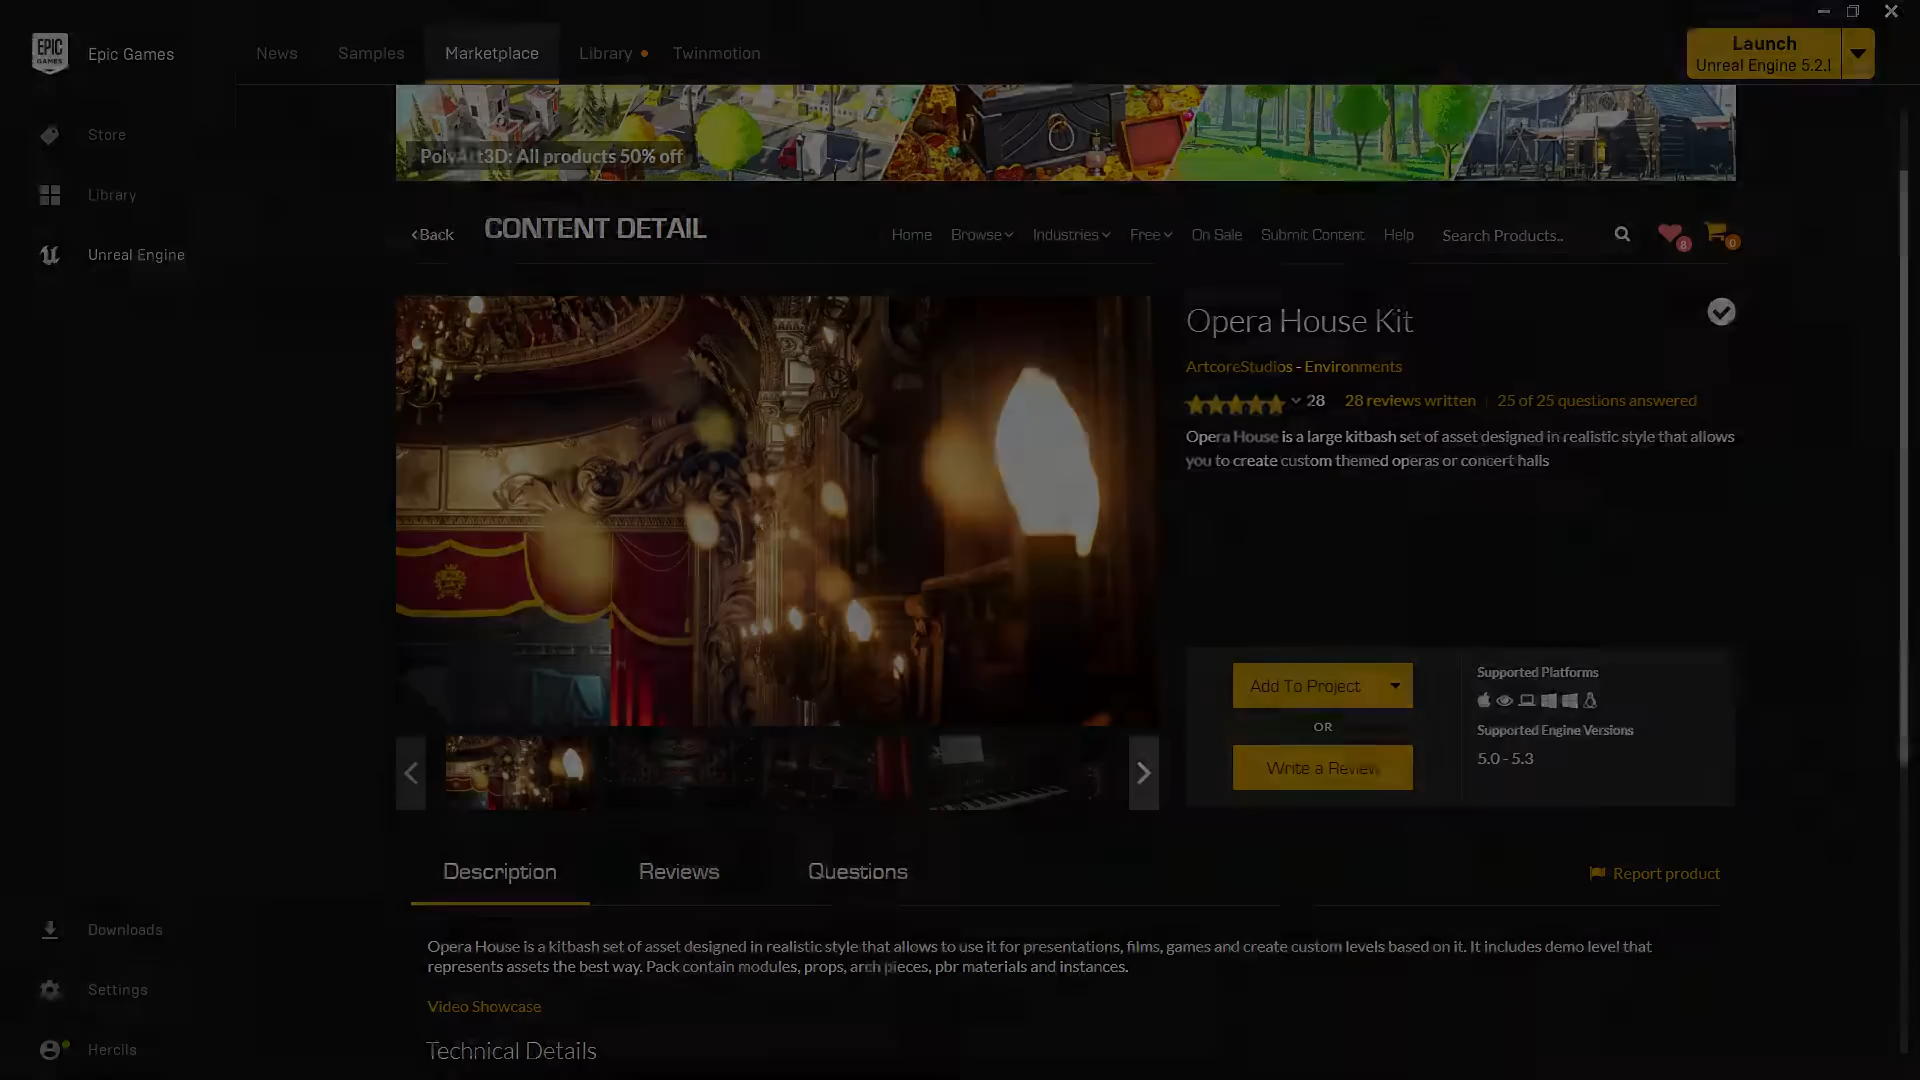 EPIC GAMES
Epic Games
News
Samples
Marketplace
Library
Twinmotion
Launch
Unreal Engine 5.2.1
Store
Library
Unreal Engine
PolyArt3D: All products 50% off
Back
CONTENT DETAIL
Home
Browse
Industries
Free
On Sale
Submit Content
Help
Search Products..
8
0
Opera House Kit
ArtcoreStudios - Environments
28
28 reviews written
25 of 25 questions answered
Opera House is a large kitbash set of asset designed in realistic style that allows
you to create custom themed operas or concert halls
Add To Project
OR
Write a Review
Supported Platforms
Supported Engine Versions
5.0 - 5.3
Description
Reviews
Questions
Report product
Opera House is a kitbash set of asset designed in realistic style that allows to use it for presentations, films, games and create custom levels based on it. It includes demo level that
represents assets the best way. Pack contain modules, props, arch pieces, pbr materials and instances.
Video Showcase
Technical Details
Downloads
Settings
Hercils